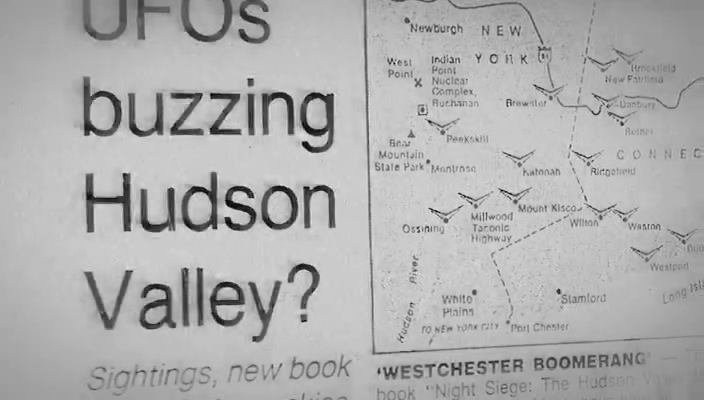 UFOs
buzzing
Hudson
Valley?
Sightings, new book
Newburgh
NEW
YORK
84
West
Point
Indian
Point
Nuclear
Complex,
Buchanan
Brookfield
New Fairfield
Brewster
Danbury
Bethel
Peekskill
Bear
Mountain
State Park
Montrose
Katonah
Ridgefield
CONNEC
Mount Kisco
Millwood
Taconic
Highway
Ossining
Wilton
Weston
Westport
Hudson River
White
Plains
Stamford
Long Isl
TO NEW YORK CITY
Port Chester
'WESTCHESTER BOOMERANG' —
book "Night Siege: The Hudson